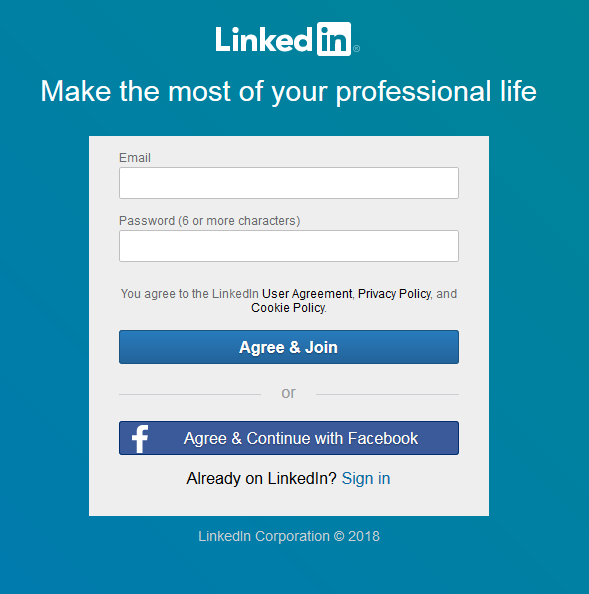 Linked in ®
Make the most of your professional life
Email
Password (6 or more characters)
You agree to the LinkedIn User Agreement, Privacy Policy, and
Cookie Policy.
Agree & Join
or
f Agree & Continue with Facebook
Already on LinkedIn? Sign in
LinkedIn Corporation © 2018